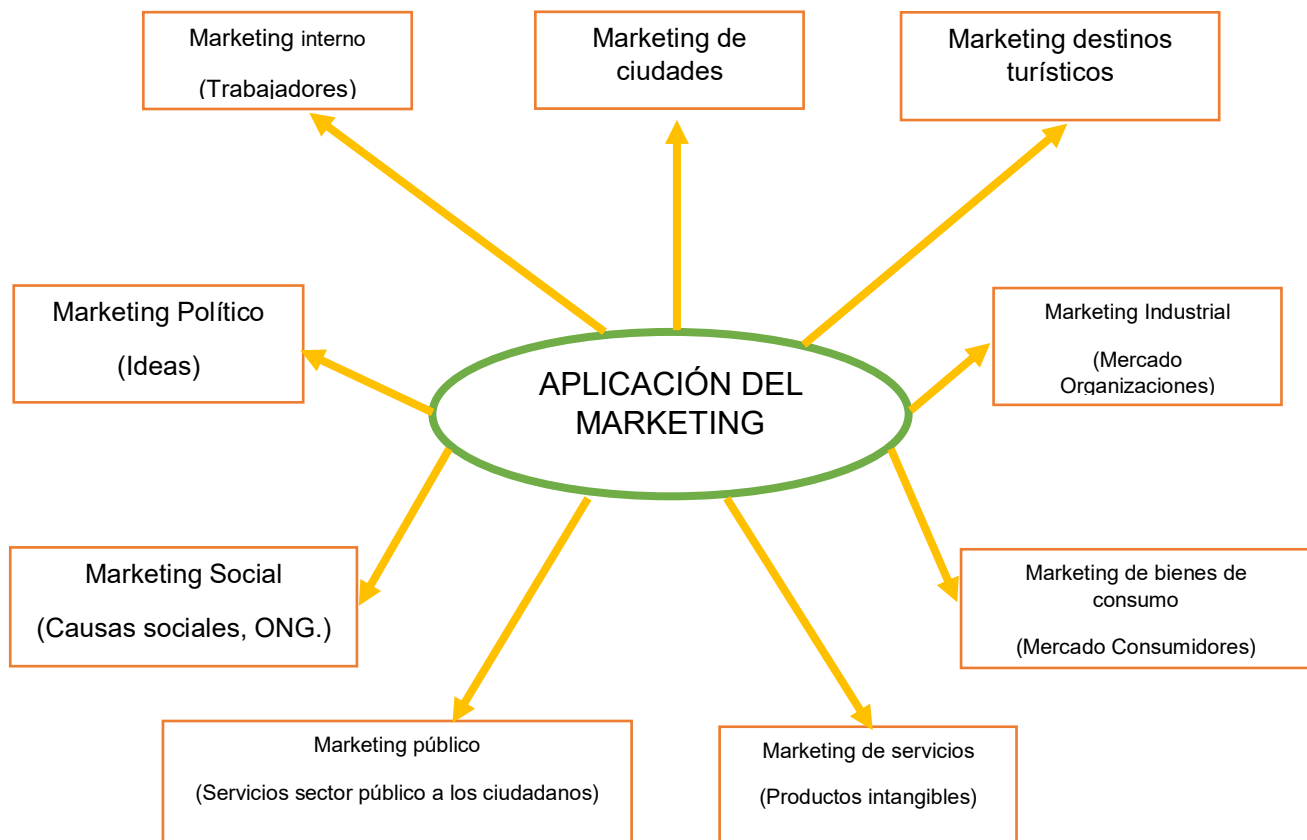 Marketing interno
(Trabajadores)
Marketing de
ciudades
Marketing destinos
turísticos
Marketing Político
(Ideas)
APLICACIÓN DEL
MARKETING
Marketing Industrial
(Mercado
Organizaciones)
Marketing Social
(Causas sociales, ONG.)
Marketing de bienes de
consumo
(Mercado Consumidores)
Marketing público
(Servicios sector público a los ciudadanos)
Marketing de servicios
(Productos intangibles)